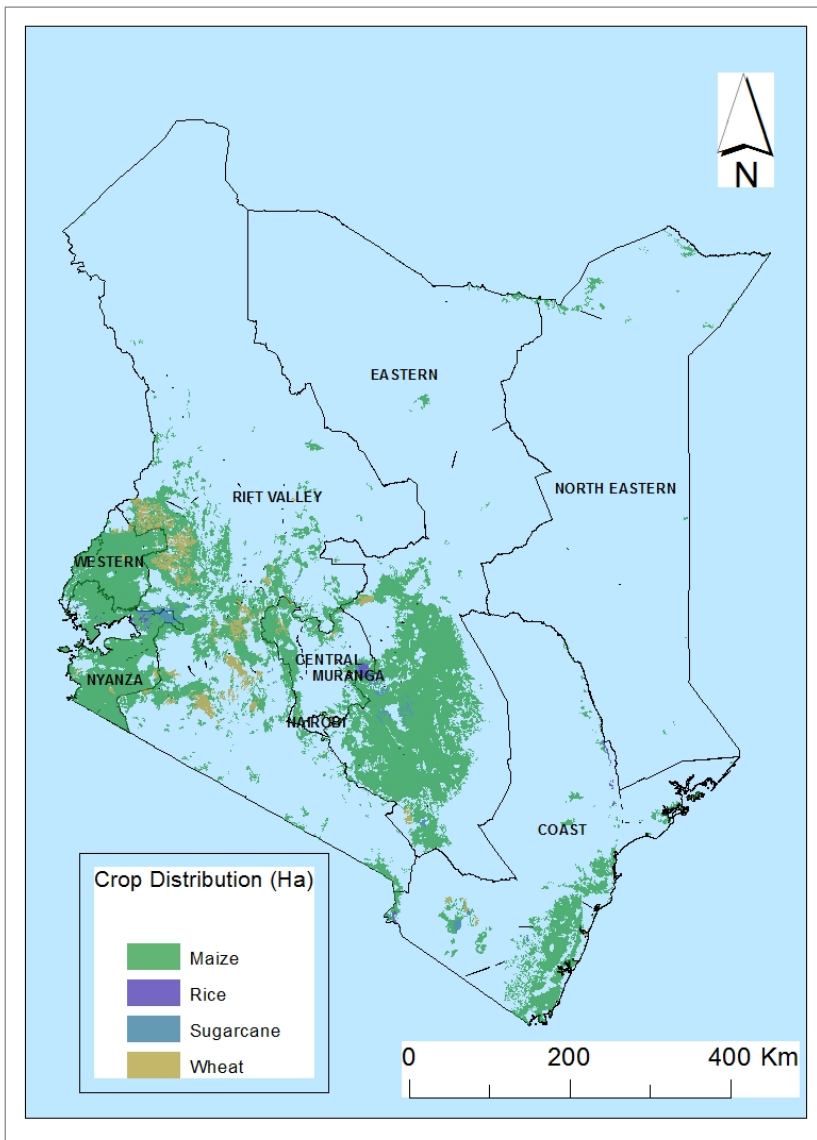 N
EASTERN
NORTH EASTERN
RIFT VALLEY
WESTERN
CENTRAL
MURANGA
NYANZA
NAIROBI
COAST
Crop Distribution (Ha)
Maize
Rice
Sugarcane
Wheat
0 200 400 Km